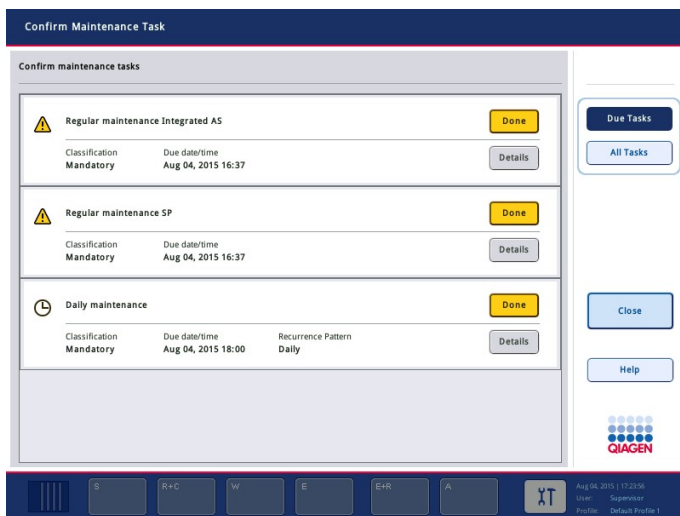 Confirm Maintenance Task
Confirm maintenance tasks
Regular maintenance Integrated AS
Done
Classification
Due date/time
Mandatory
Aug 04, 2015 16:37
Details
Regular maintenance SP
Done
Classification
Due date/time
Mandatory
Aug 04, 2015 16:37
Details
Daily maintenance
Done
Classification
Due date/time
Recurrence Pattern
Mandatory
Aug 04, 2015 18:00
Daily
Details
Due Tasks
All Tasks
Close
Help
QIAGEN
S
R+C
W
E
E+R
A
Aug 04, 2015 | 17:23:56
User: Supervisor
Profile: Default Profile 1